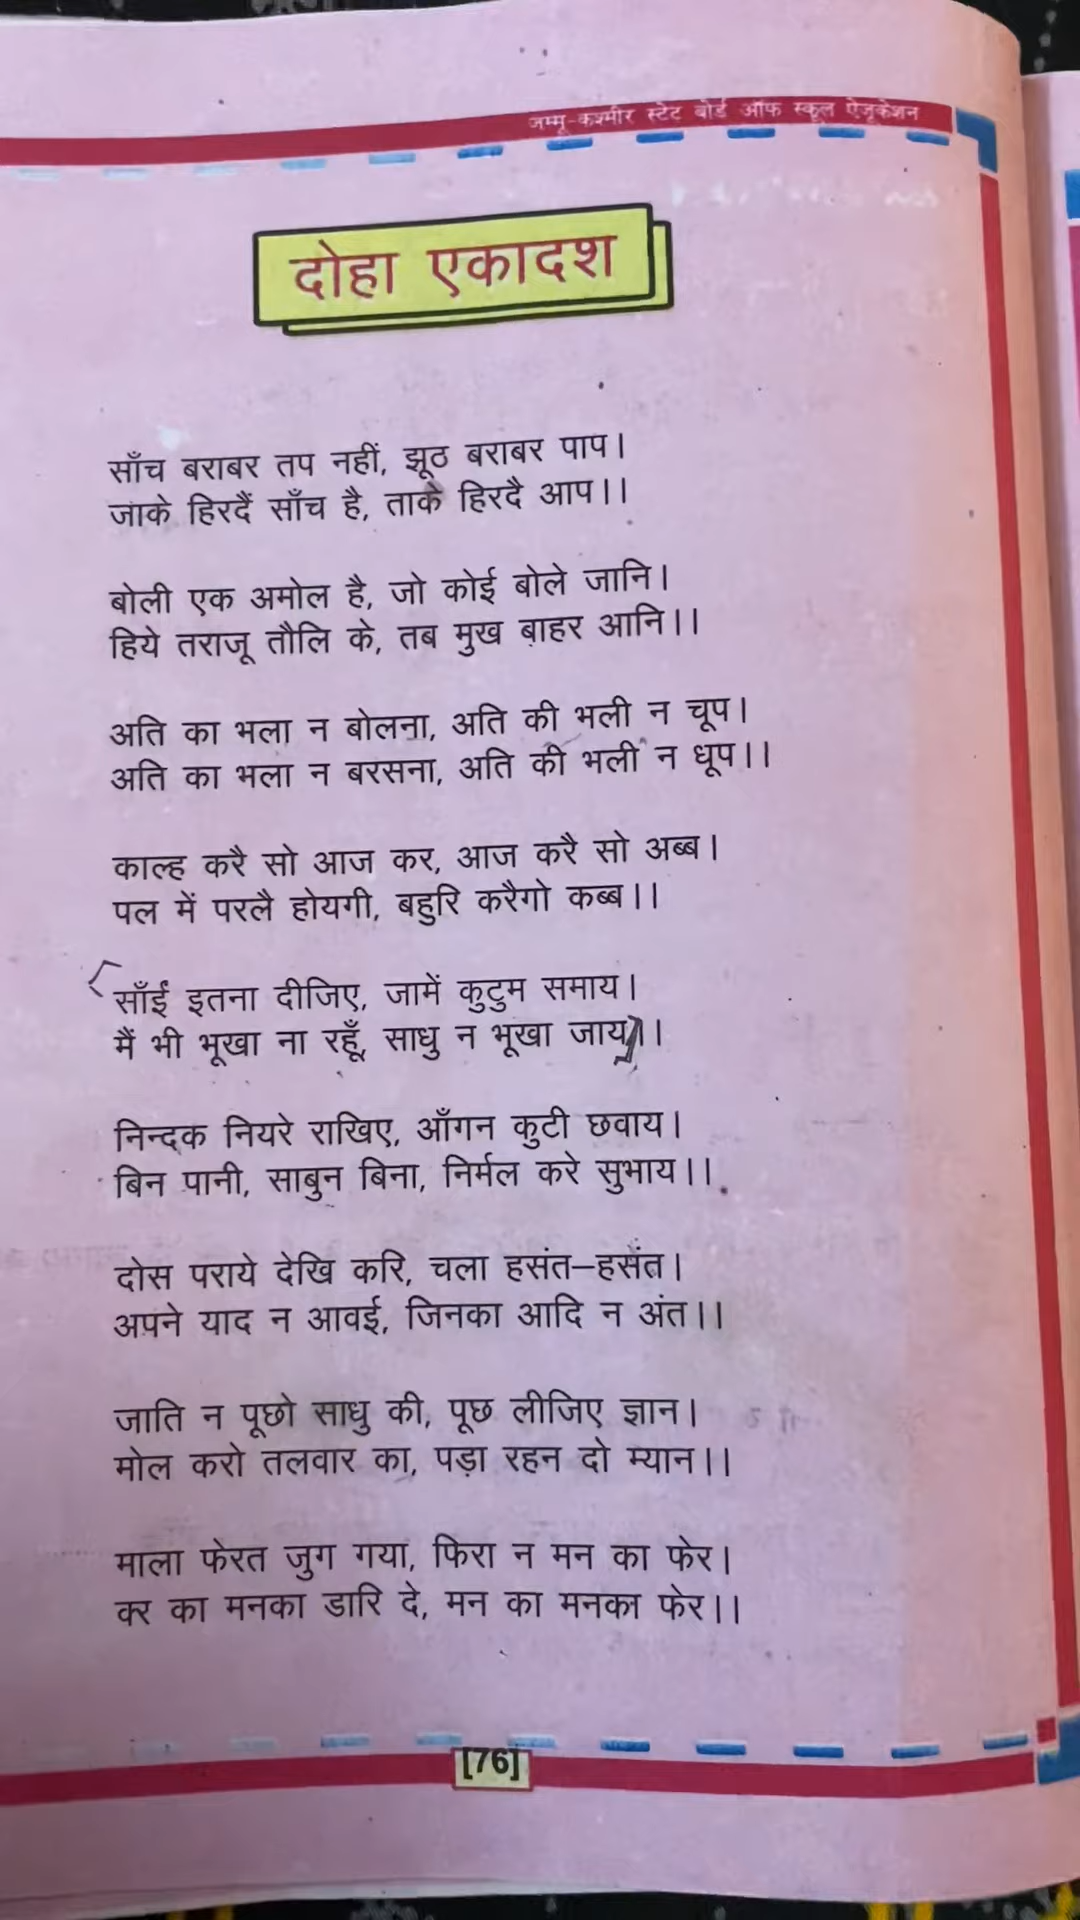 जम्मू-कश्मीर स्टेट बोर्ड ऑफ स्कूल ऐजूकेशन
दोहा एकादश
साँच बराबर तप नहीं, झूठ बराबर पाप।
जाके हिरदैं साँच है, ताके हिरदै आप।।
बोली एक अमोल है, जो कोई बोले जानि।
हिये तराजू तौलि के, तब मुख बाहर आनि।।
अति का भला न बोलना, अति की भली न चूप।
अति का भला न बरसना, अति की भली न धूप।।
काल्ह करै सो आज कर, आज करै सो अब्ब।
पल में परलै होयगी, बहुरि करैगो कब्ब।।
साँईं इतना दीजिए, जामें कुटुम समाय।
मैं भी भूखा ना रहूँ, साधु न भूखा जाय।।
निन्दक नियरे राखिए, आँगन कुटी छवाय।
बिन पानी, साबुन बिना, निर्मल करे सुभाय।।
दोस पराये देखि करि, चला हसंत–हसंत।
अपने याद न आवई, जिनका आदि न अंत।।
जाति न पूछो साधु की, पूछ लीजिए ज्ञान।
मोल करो तलवार का, पड़ा रहन दो म्यान।।
माला फेरत जुग गया, फिरा न मन का फेर।
कर का मनका डारि दे, मन का मनका फेर।।
[76]